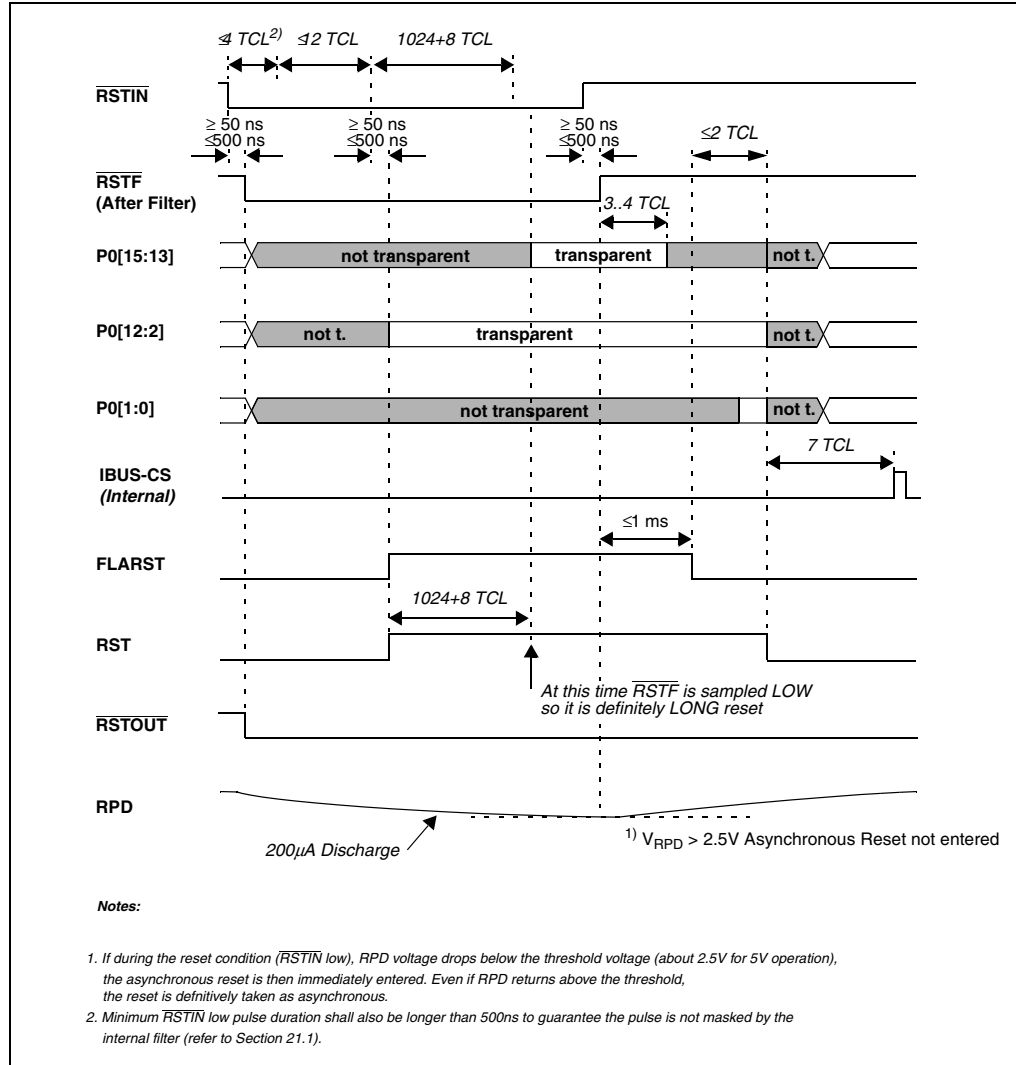 ≤4 TCL2) ≤12 TCL 1024+8 TCL
RSTIN
≥ 50 ns ≥ 50 ns ≥ 50 ns
≤500 ns ≤500 ns ≤500 ns ≤2 TCL
RSTF
(After Filter)
3..4 TCL
P0[15:13] not transparent transparent not t.
P0[12:2] not t. transparent not t.
P0[1:0] not transparent not t.
7 TCL
IBUS-CS
(Internal)
≤1 ms
FLARST
1024+8 TCL
RST
At this time RSTF is sampled LOW
so it is definitely LONG reset
RSTOUT
RPD
200μA Discharge
1) VRPD > 2.5V Asynchronous Reset not entered
Notes:
1. If during the reset condition (RSTIN low), RPD voltage drops below the threshold voltage (about 2.5V for 5V operation),
the asynchronous reset is then immediately entered. Even if RPD returns above the threshold,
the reset is defnitively taken as asynchronous.
2. Minimum RSTIN low pulse duration shall also be longer than 500ns to guarantee the pulse is not masked by the
internal filter (refer to Section 21.1).